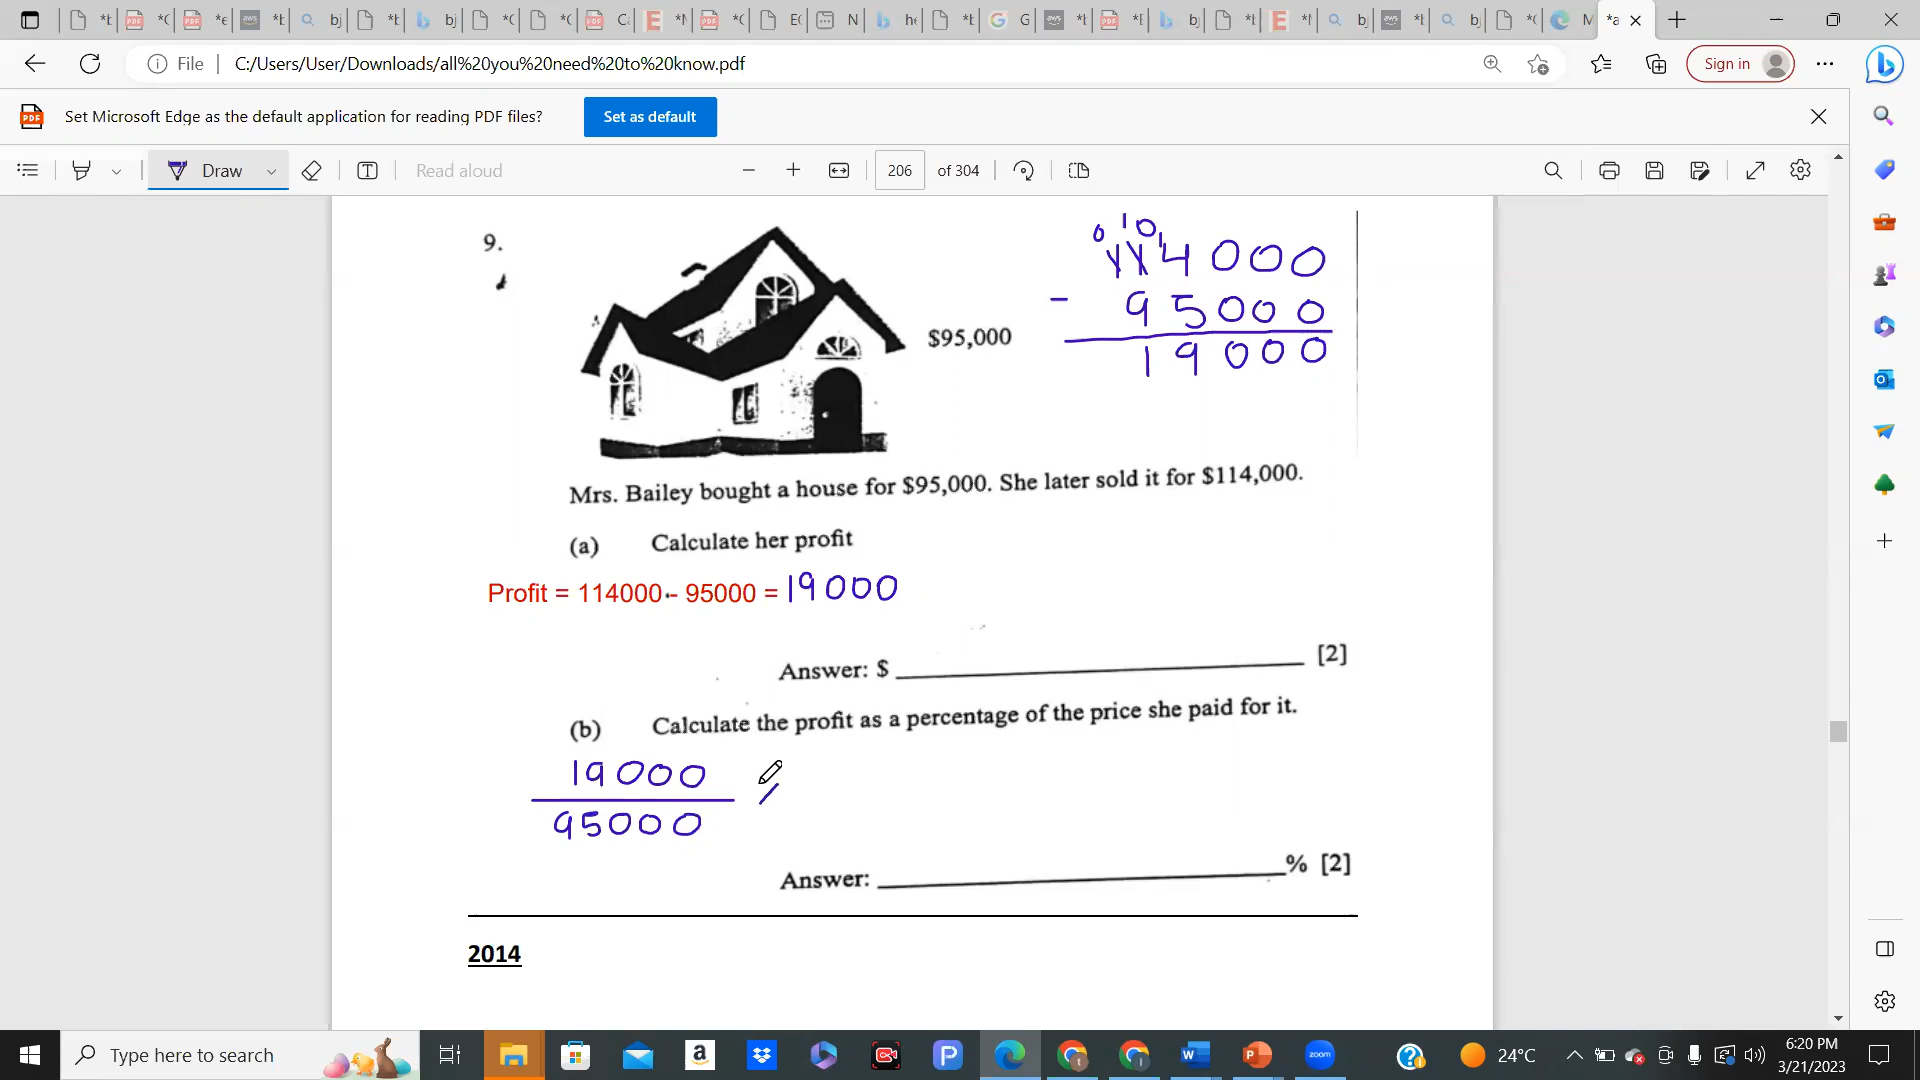 File C:/Users/User/Downloads/all%20you%20need%20to%20know.pdf
Sign in
Set Microsoft Edge as the default application for reading PDF files?
Set as default
Draw
Read aloud
206 of 304
9.
0 10 1
114000
- 95000
19000
$95,000
Mrs. Bailey bought a house for $95,000. She later sold it for $114,000.
(a) Calculate her profit
Profit = 114000 - 95000 = 19000
Answer: $ [2]
(b) Calculate the profit as a percentage of the price she paid for it.
19000
95000
Answer: % [2]
2014
Type here to search
24°C
6:20 PM
3/21/2023